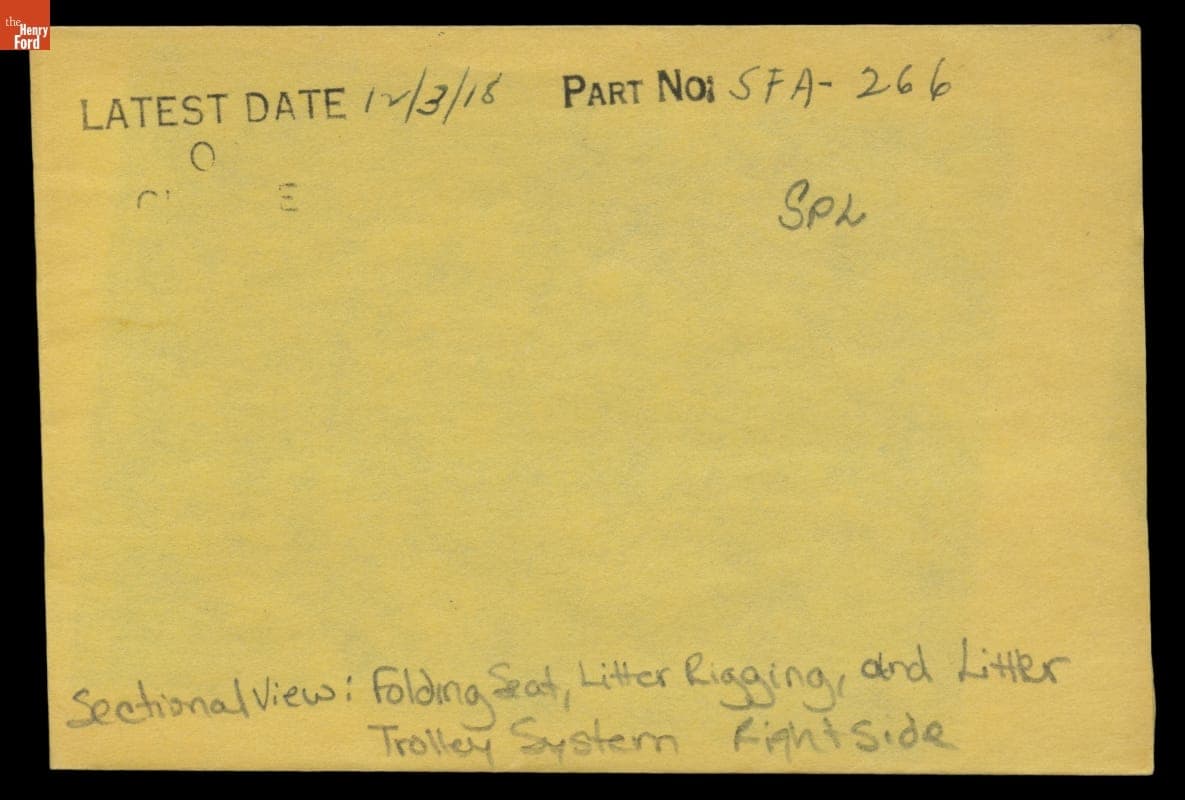 the
Henry
Ford
LATEST DATE 12/3/18 PART NO: SFA-266
O
E
SPL
Sectional View: Folding Seat, Litter Rigging, and Litter
Trolley System Right Side